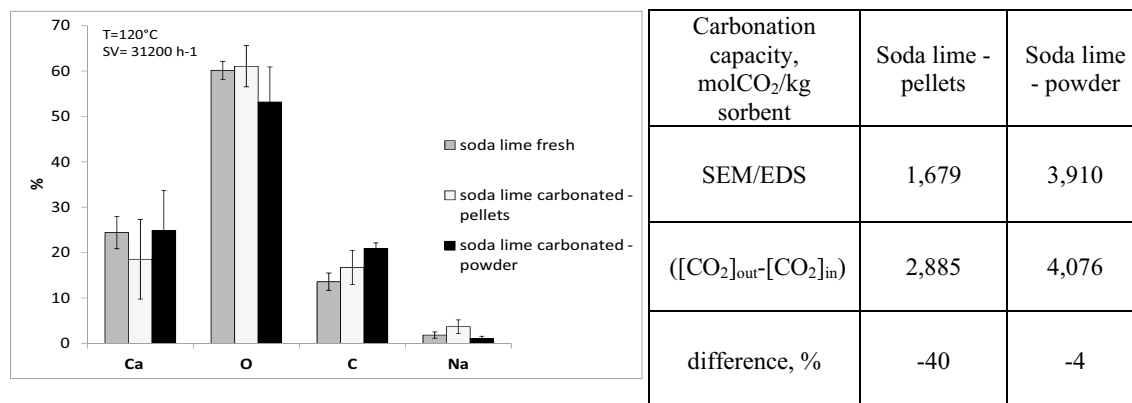 T=120°C
SV= 31200 h-1
%
70
60
50
40
30
20
10
0
Ca
O
C
Na
soda lime fresh
soda lime carbonated -
pellets
soda lime carbonated -
powder
Carbonation
capacity,
molCO₂/kg
sorbent
Soda lime -
pellets
Soda lime
- powder
SEM/EDS
1,679
3,910
([CO₂]out-[CO₂]in)
2,885
4,076
difference, %
-40
-4